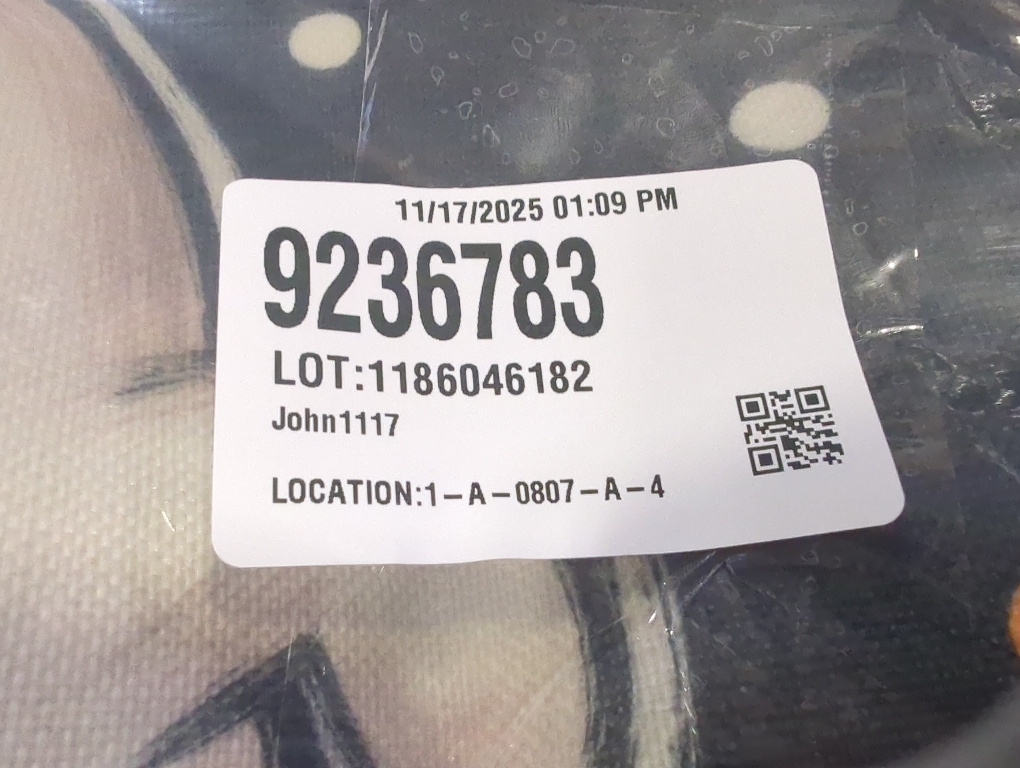 11/17/2025 01:09 PM
9236783
LOT:1186046182
John1117
LOCATION:1-A-0807-A-4